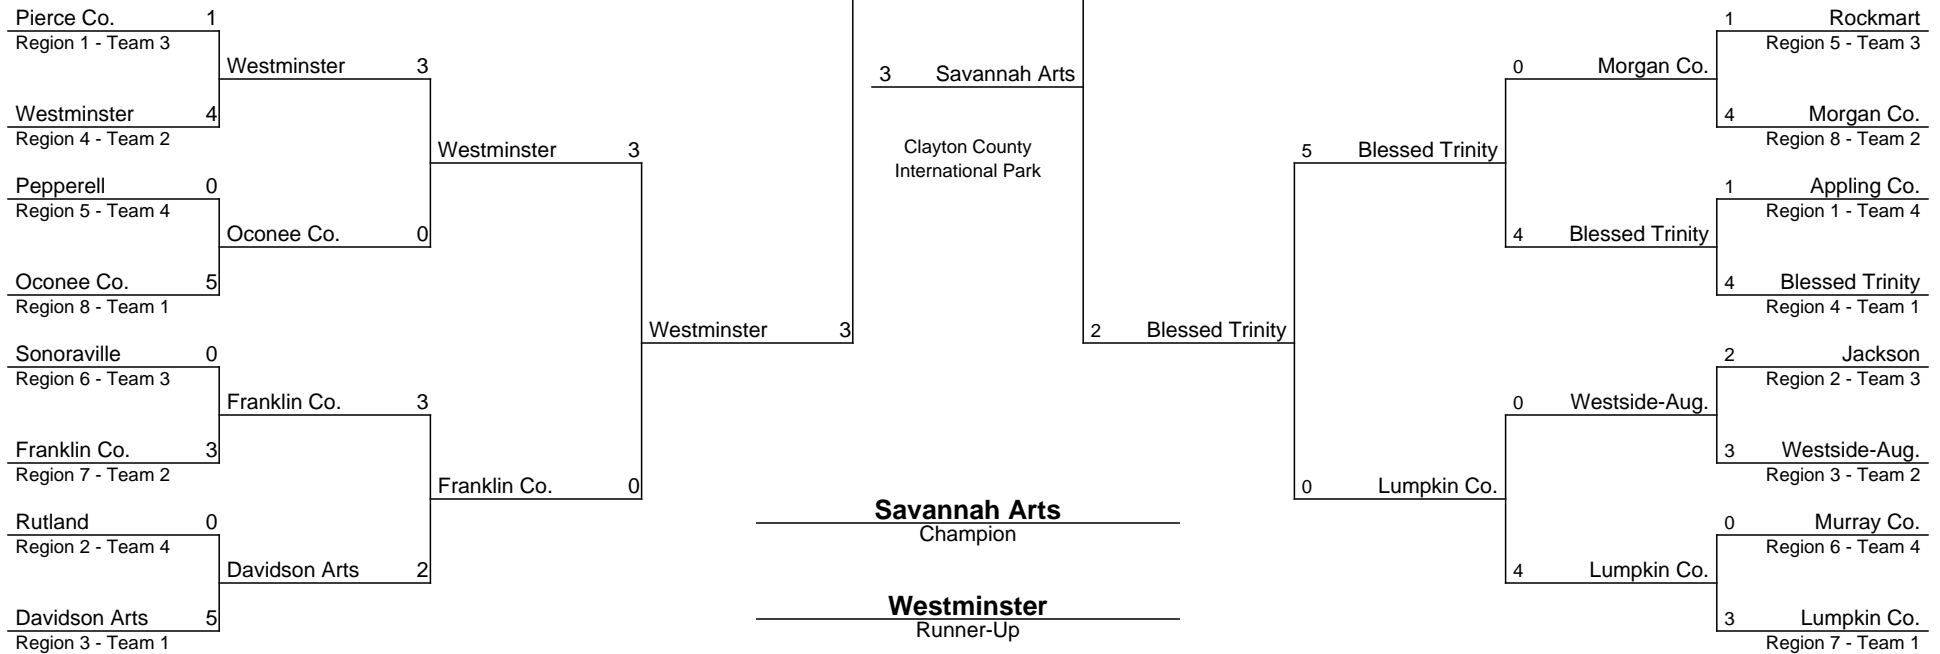 Pierce Co. 1
Region 1 - Team 3
Westminster 3
Westminster 4
Region 4 - Team 2
Westminster 3
Pepperell 0
Region 5 - Team 4
Oconee Co. 0
Oconee Co. 5
Region 8 - Team 1
Westminster 3
Sonoraville 0
Region 6 - Team 3
Franklin Co. 3
Franklin Co. 3
Region 7 - Team 2
Franklin Co. 0
Rutland 0
Region 2 - Team 4
Davidson Arts 2
Davidson Arts 5
Region 3 - Team 1
3 Savannah Arts
Clayton County
International Park
Savannah Arts
Champion
Westminster
Runner-Up
1 Rockmart
Region 5 - Team 3
0 Morgan Co.
4 Morgan Co.
Region 8 - Team 2
5 Blessed Trinity
1 Appling Co.
Region 1 - Team 4
4 Blessed Trinity
4 Blessed Trinity
Region 4 - Team 1
2 Blessed Trinity
2 Jackson
Region 2 - Team 3
0 Westside-Aug.
3 Westside-Aug.
Region 3 - Team 2
0 Lumpkin Co.
0 Murray Co.
Region 6 - Team 4
4 Lumpkin Co.
3 Lumpkin Co.
Region 7 - Team 1